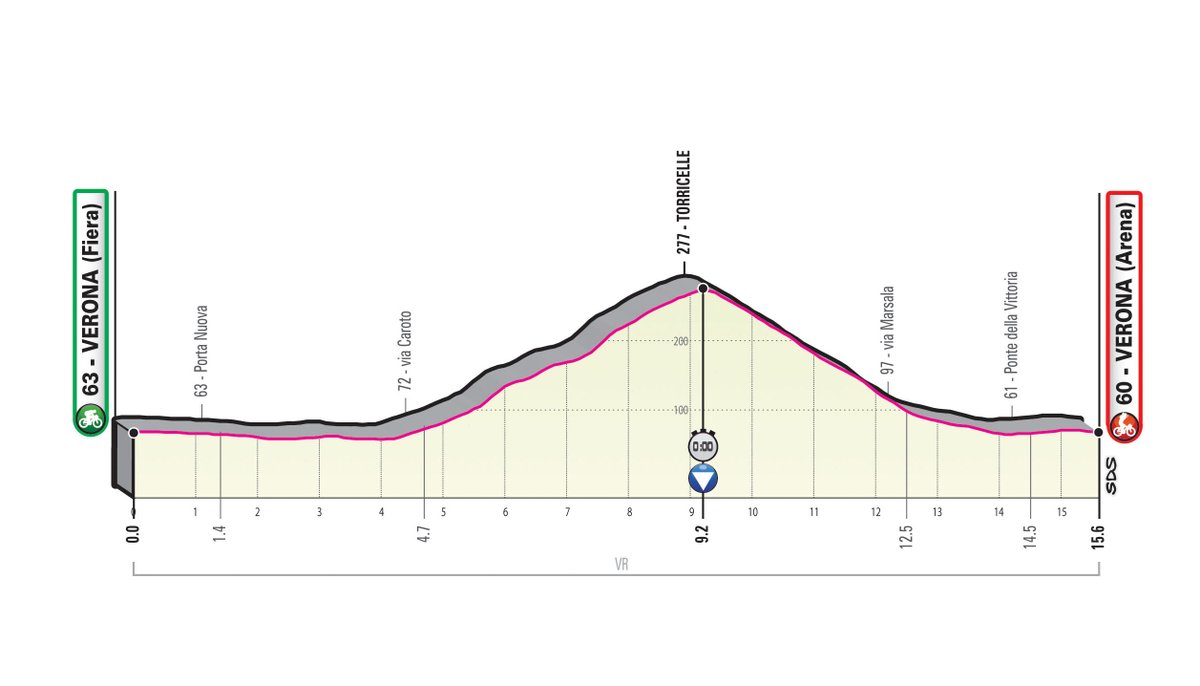 277 - TORRICELLE
63 - VERONA (Fiera)
60 - VERONA (Arena)
63 - Porta Nuova
72 - via Caroto
97 - via Marsala
61 - Ponte della Vittoria
200
100
0:00
SDS
0 1 2 3 4 5 6 7 8 9 10 11 12 13 14 15
0.0 1.4 4.7 9.2 12.5 14.5 15.6
VR